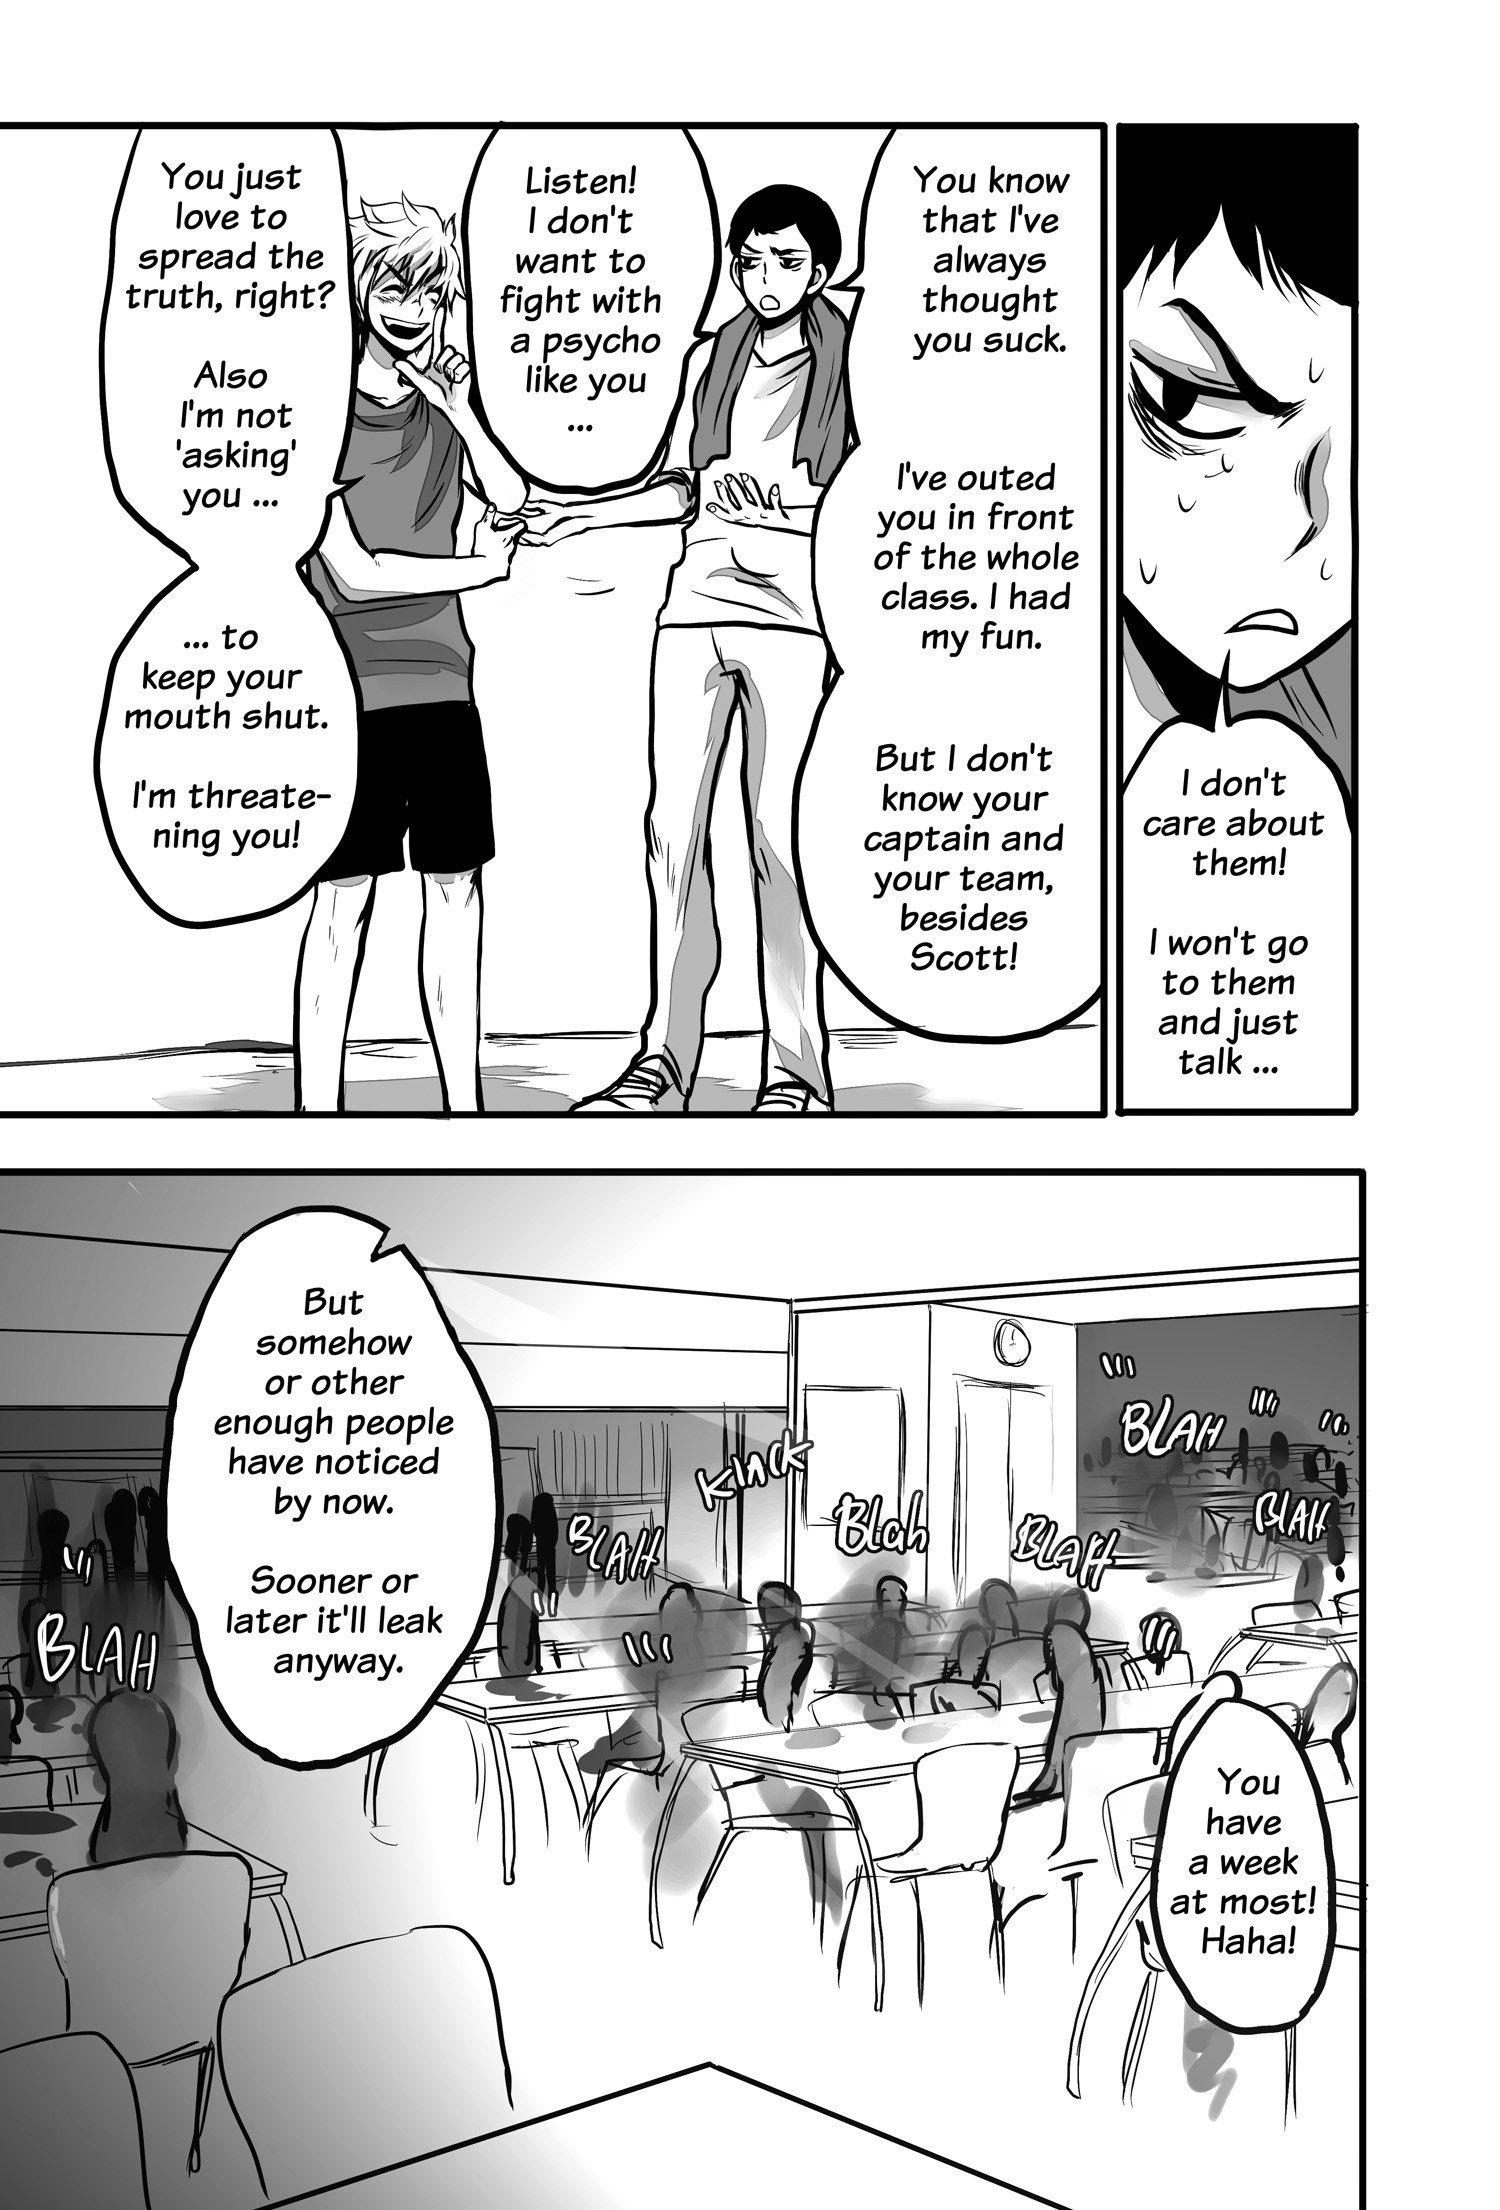 I don't
care about
them!
I won't go
to them
and just
talk ...
You know
that I've
always
thought
you suck.
I've outed
you in front
of the whole
class. I had
my fun.
But I don't
know your
captain and
your team,
besides
Scott!
Listen!
I don't
want to
fight with
a psycho
like you
...
You just
love to
spread the
truth, right?
Also
I'm not
'asking'
you ...
... to
keep your
mouth shut.
I'm threate-
ning you!
But
somehow
or other
enough people
have noticed
by now.
Sooner or
later it'll leak
anyway.
BLAH
BLAH
Klack
Blah
BLAH
BLAH
BLAH
You
have
a week
at most!
Haha!